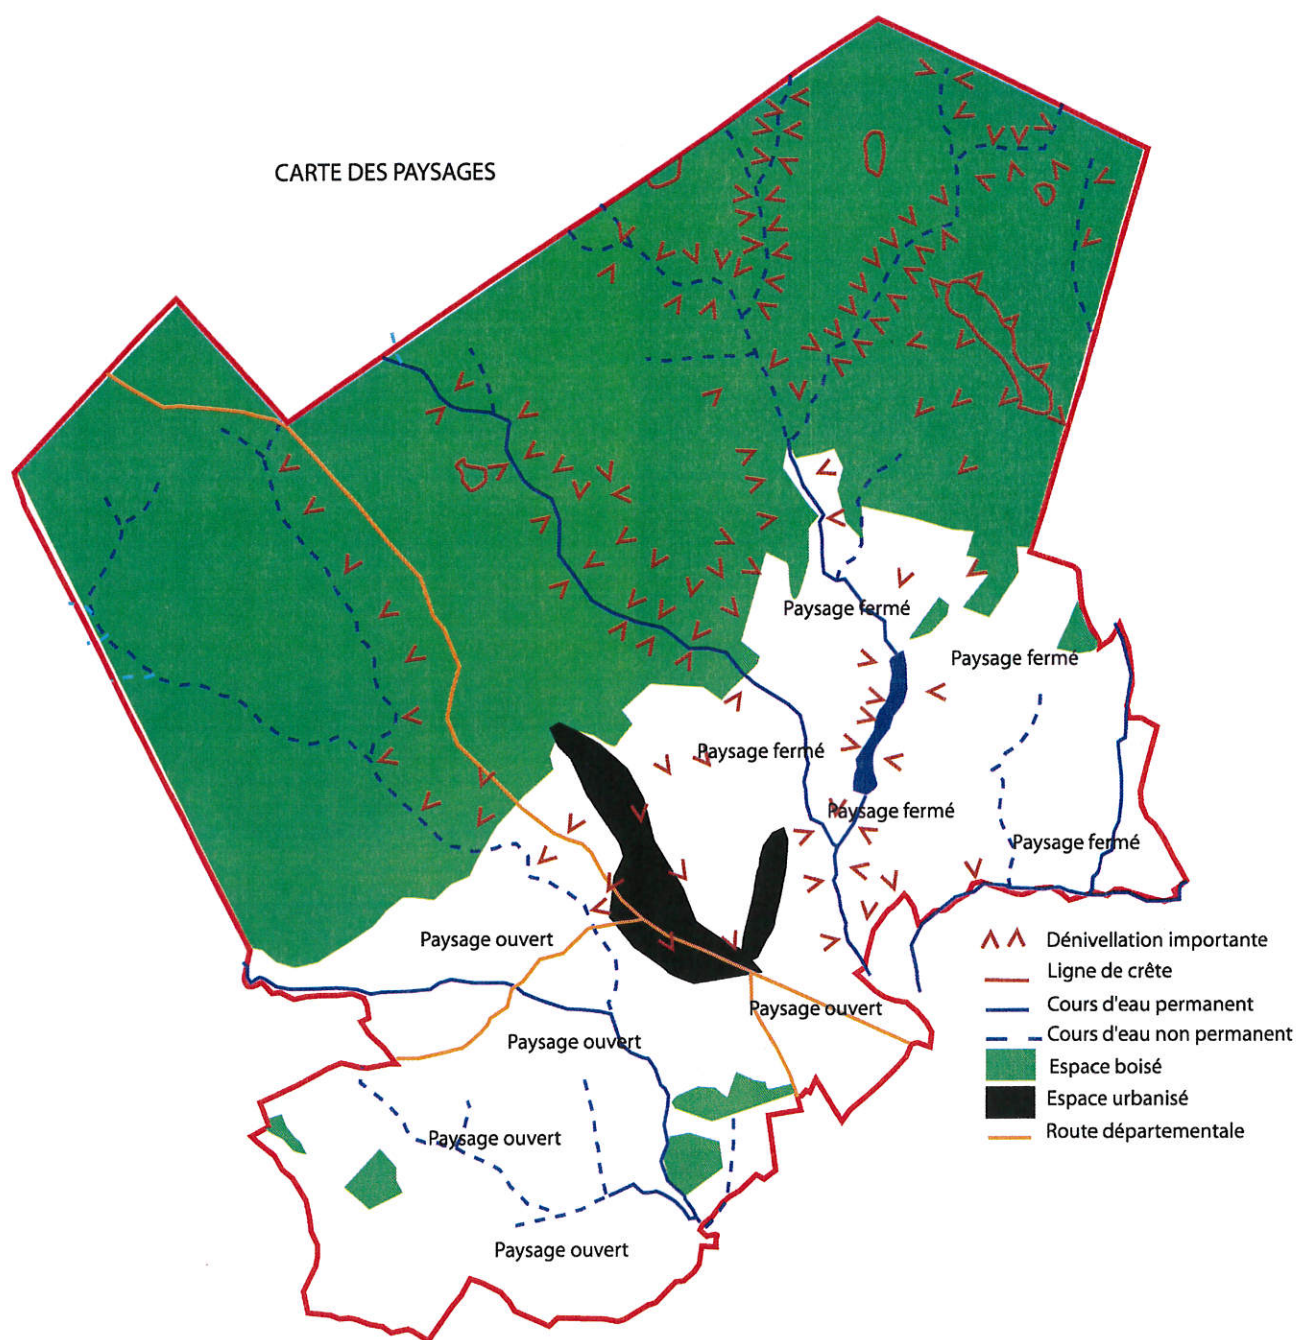 CARTE DES PAYSAGES
Paysage fermé
Paysage fermé
Paysage fermé
Paysage fermé
Paysage fermé
Paysage ouvert
Paysage ouvert
Paysage ouvert
Paysage ouvert
Paysage ouvert
Dénivellation importante
Ligne de crête
Cours d'eau permanent
Cours d'eau non permanent
Espace boisé
Espace urbanisé
Route départementale